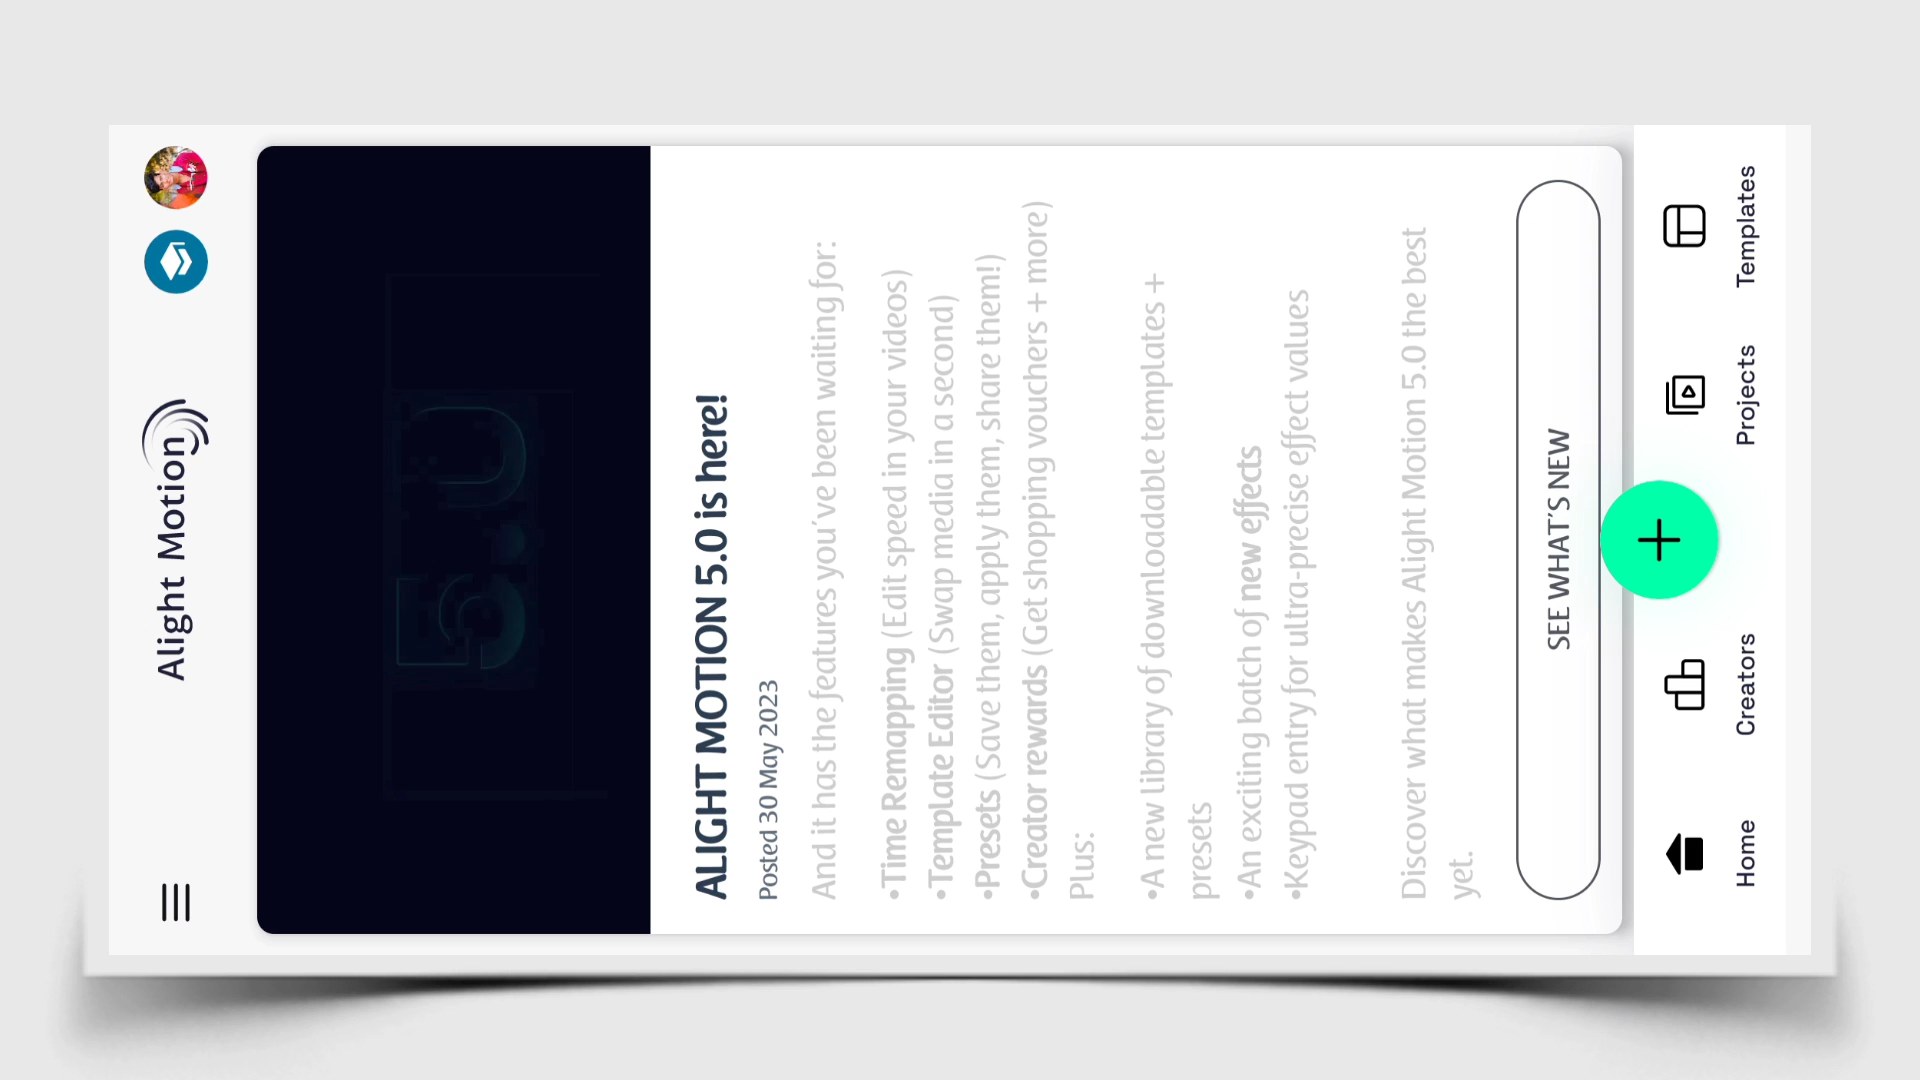 Alight Motion
5.0
ALIGHT MOTION 5.0 is here!
Posted 30 May 2023
And it has the features you've been waiting for:
•Time Remapping (Edit speed in your videos)
•Template Editor (Swap media in a second)
•Presets (Save them, apply them, share them!)
•Creator rewards (Get shopping vouchers + more)
Plus:
•A new library of downloadable templates +
presets
•An exciting batch of new effects
•Keypad entry for ultra-precise effect values
Discover what makes Alight Motion 5.0 the best
yet.
SEE WHAT'S NEW
Home
Creators
Projects
Templates